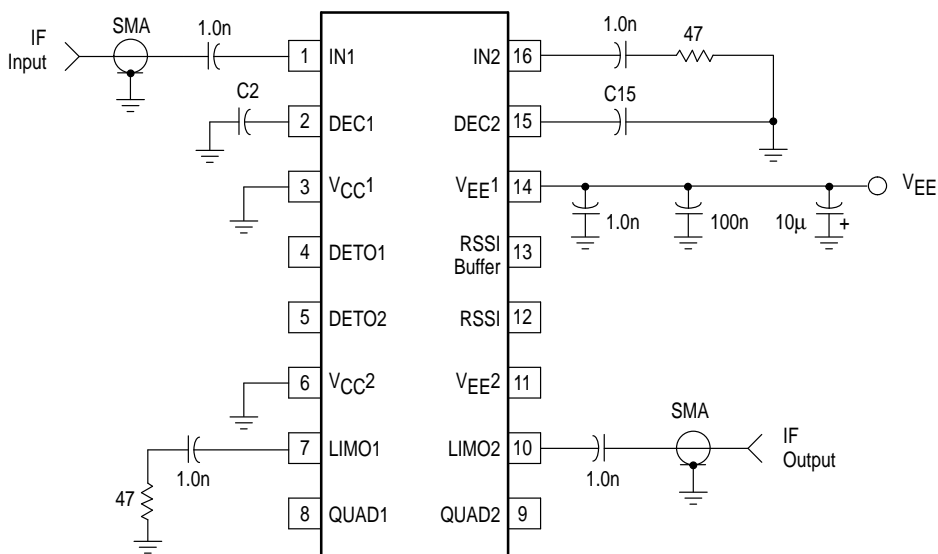 IF
Input
SMA
1.0n
1
IN1
IN2
16
1.0n
47
C2
2
DEC1
DEC2
15
C15
3
VCC1
VEE1
14
1.0n
100n
10µ
+
VEE
4
DETO1
RSSI
Buffer
13
5
DETO2
RSSI
12
6
VCC2
VEE2
11
47
1.0n
7
LIMO1
LIMO2
10
1.0n
SMA
IF
Output
8
QUAD1
QUAD2
9